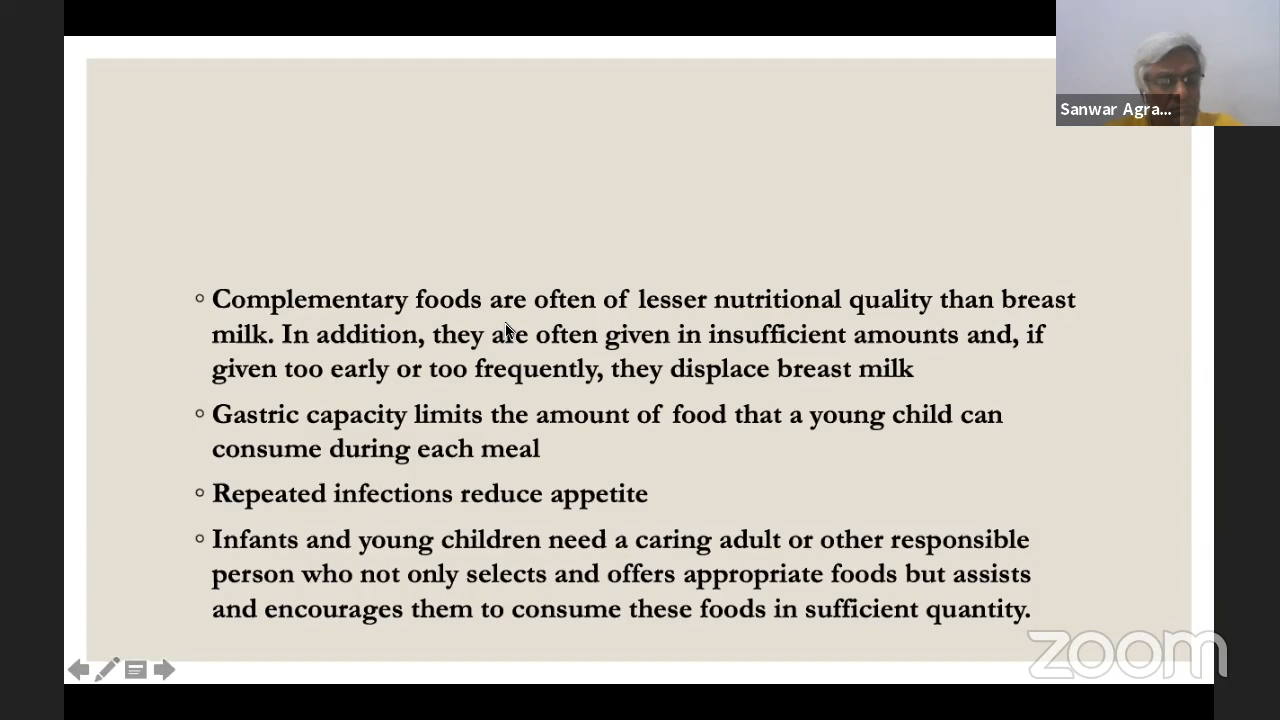 Sanwar Agra...
◦ Complementary foods are often of lesser nutritional quality than breast
milk. In addition, they are often given in insufficient amounts and, if
given too early or too frequently, they displace breast milk
◦ Gastric capacity limits the amount of food that a young child can
consume during each meal
◦ Repeated infections reduce appetite
◦ Infants and young children need a caring adult or other responsible
person who not only selects and offers appropriate foods but assists
and encourages them to consume these foods in sufficient quantity.
zoom